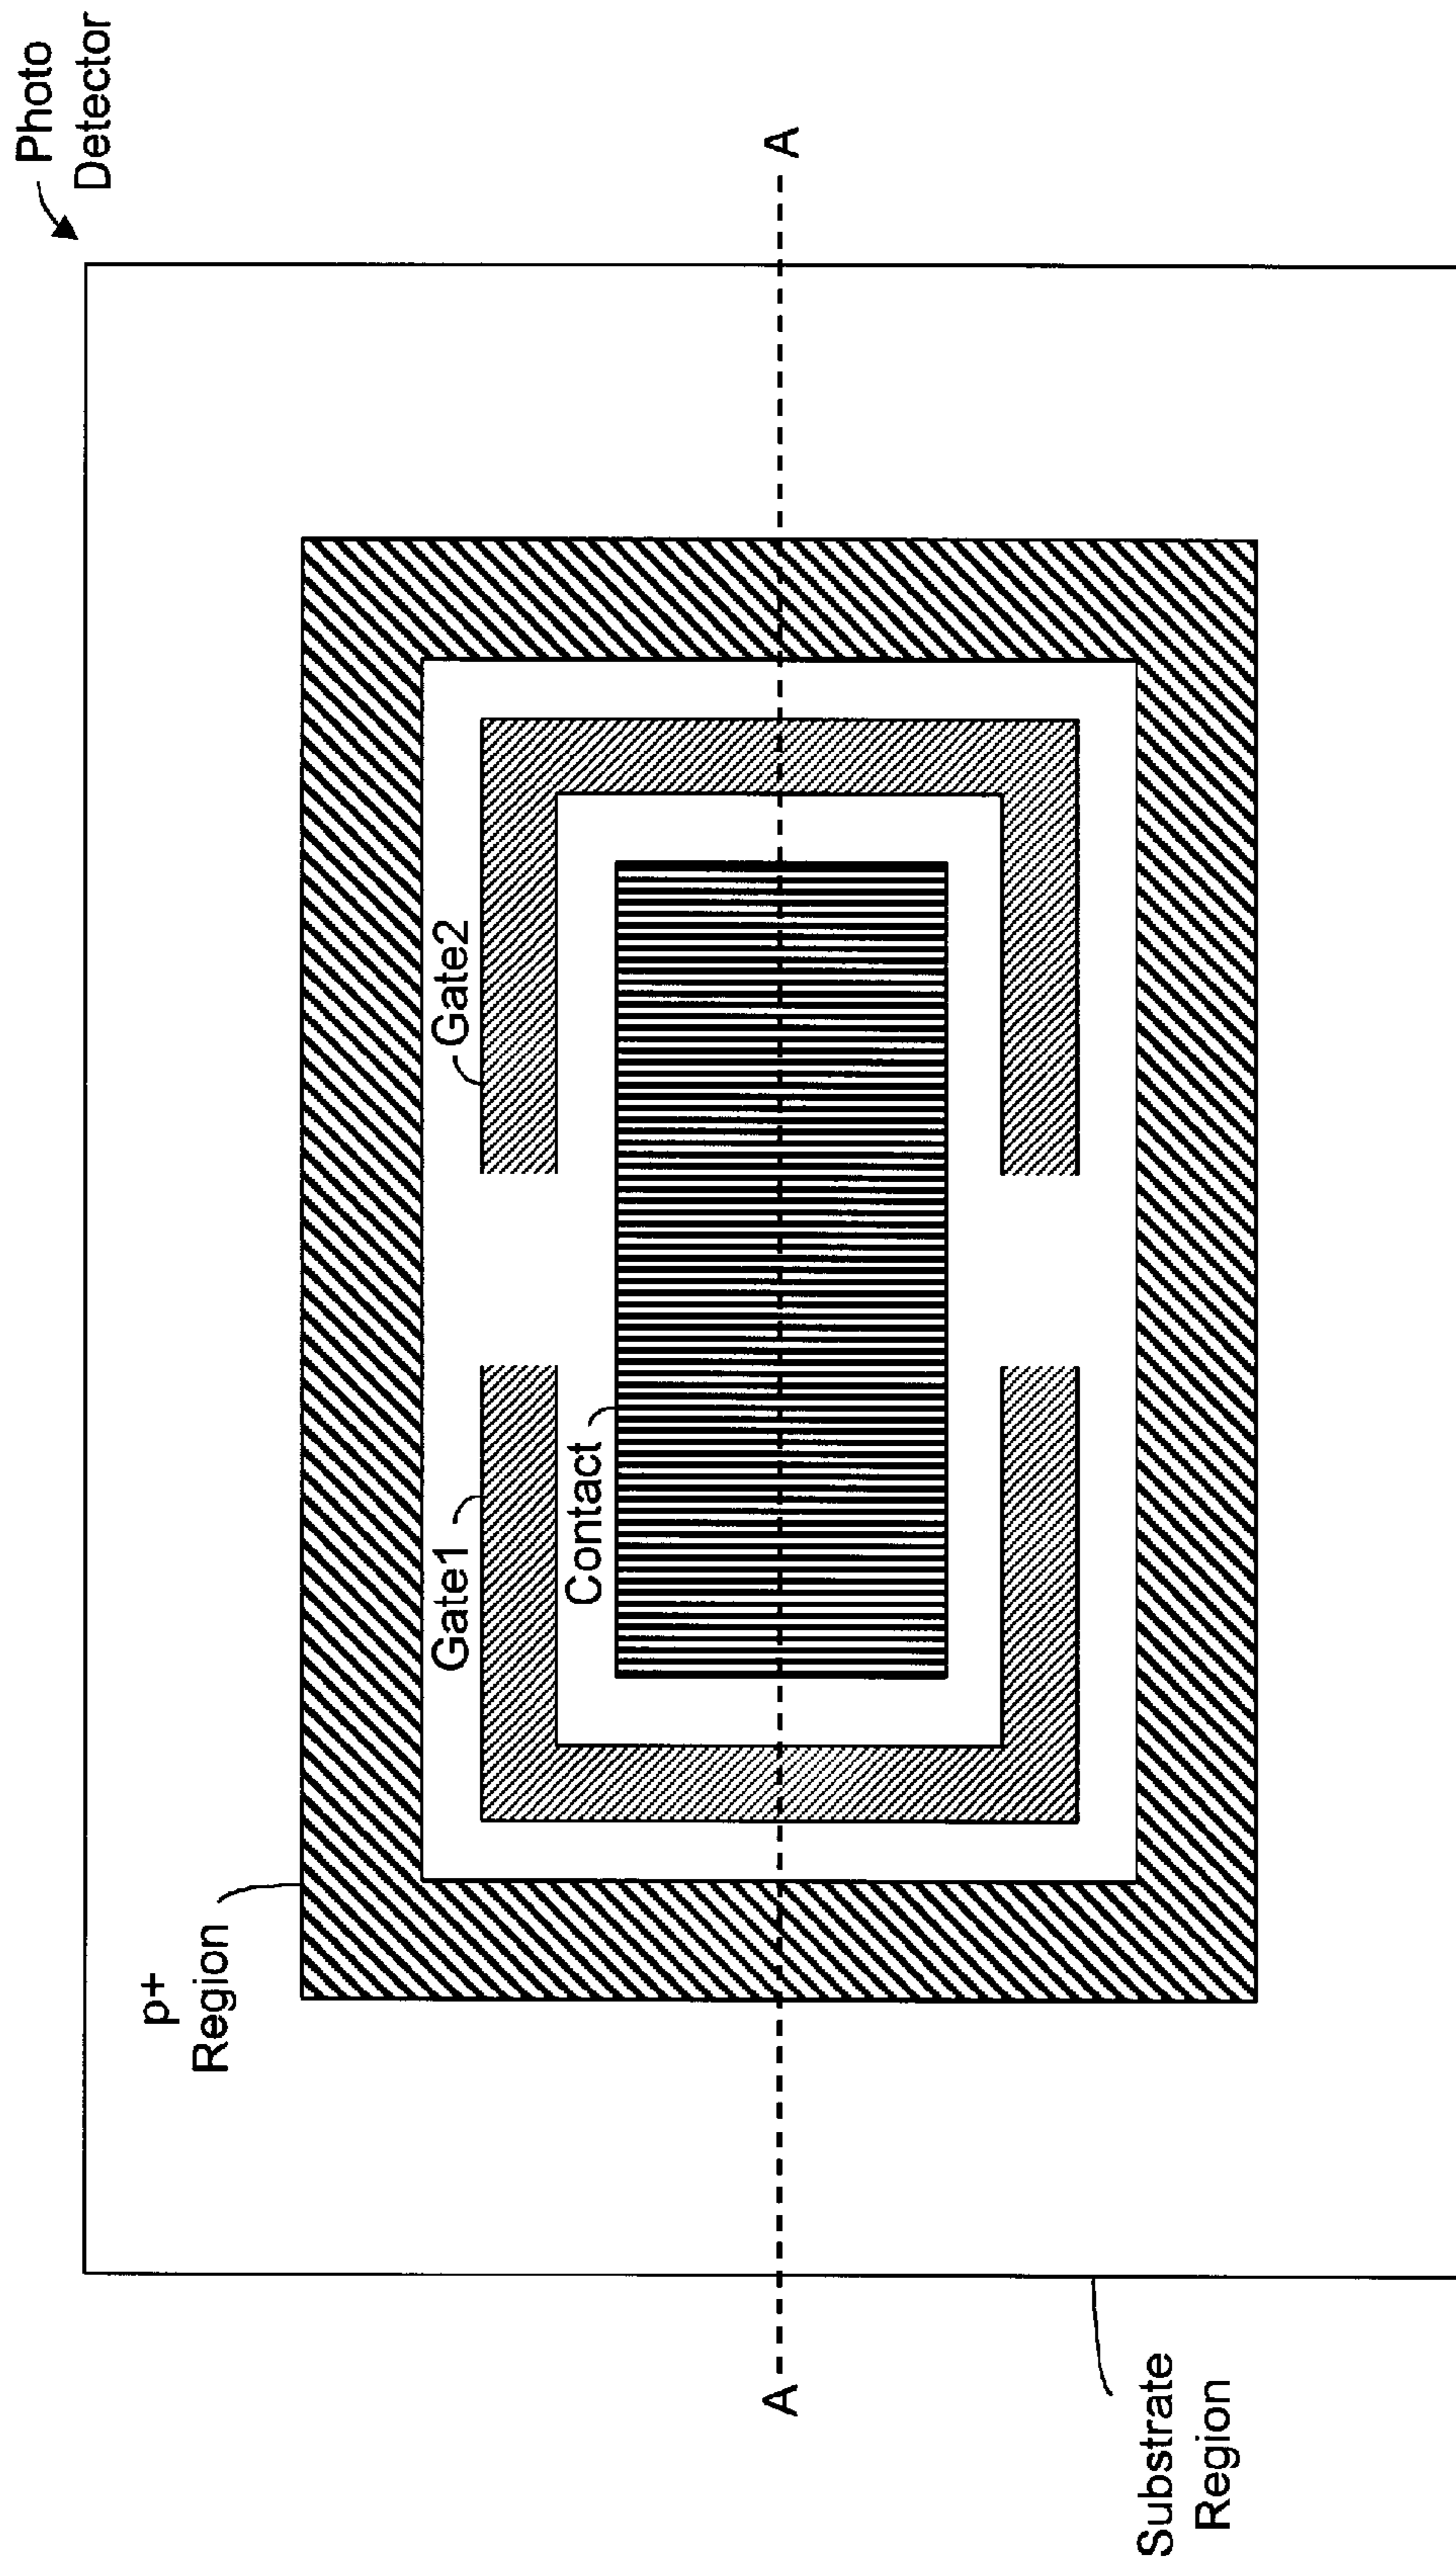 Photo
Detector
A
Gate2
Contact
Gate1
p+
Region
A
Substrate
Region